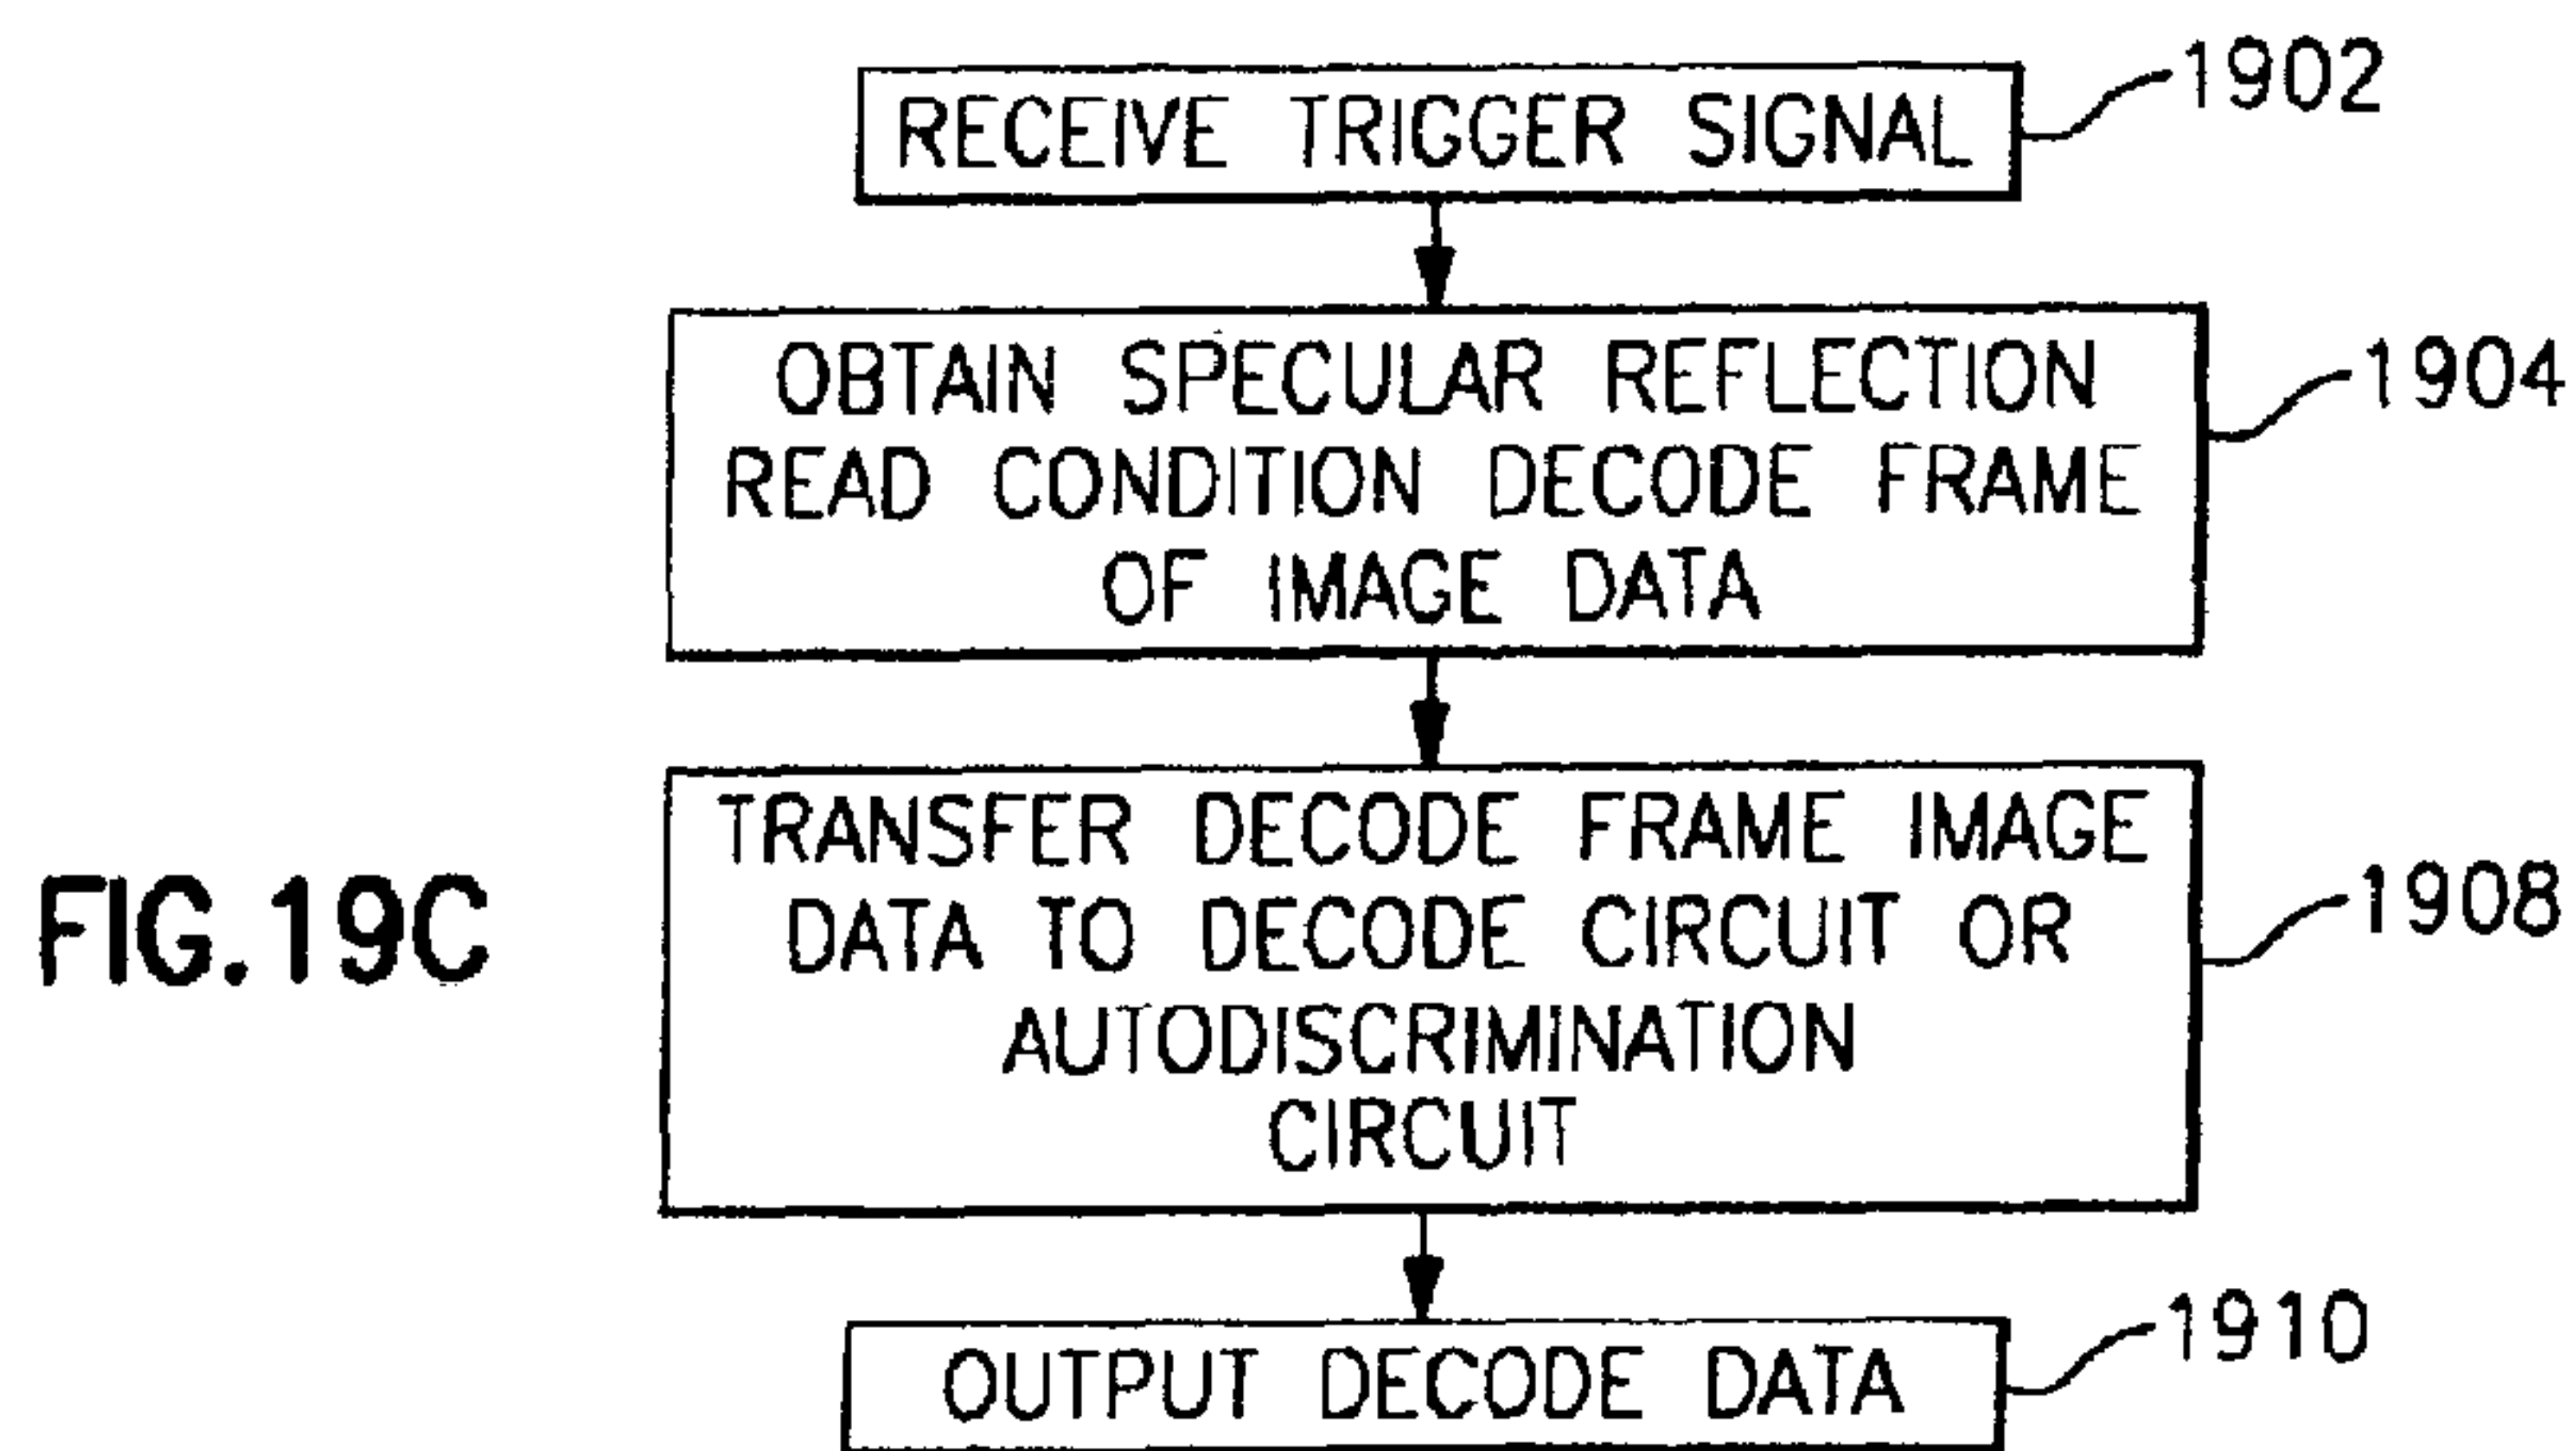 RECEIVE TRIGGER SIGNAL
1902
OBTAIN SPECULAR REFLECTION
READ CONDITION DECODE FRAME
OF IMAGE DATA
1904
TRANSFER DECODE FRAME IMAGE
DATA TO DECODE CIRCUIT OR
AUTODISCRIMINATION
CIRCUIT
1908
FIG.19C
OUTPUT DECODE DATA
1910